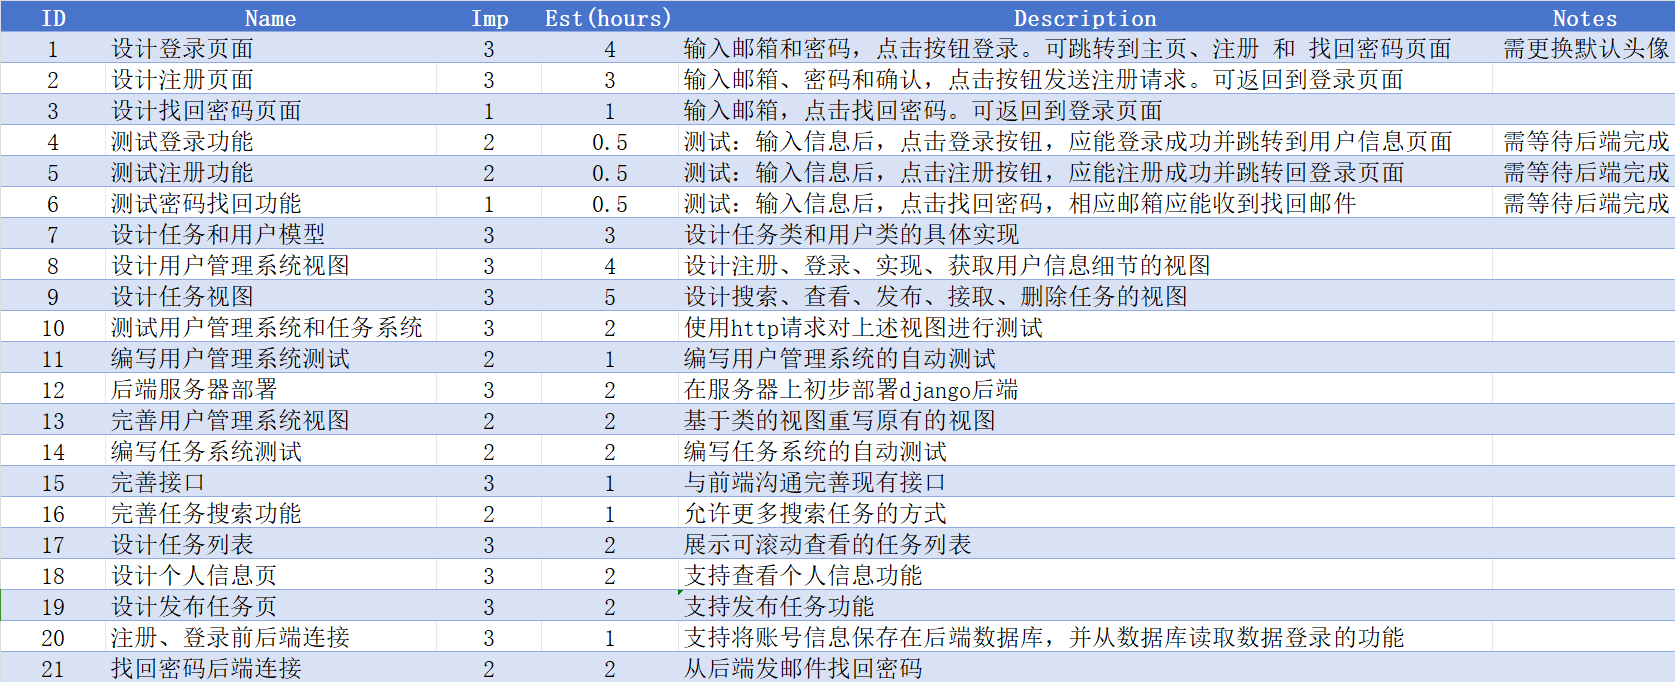 ID Name Imp Est(hours) Description Notes
1 设计登录页面 3 4 输入邮箱和密码，点击按钮登录。可跳转到主页、注册 和 找回密码页面 需更换默认头像
2 设计注册页面 3 3 输入邮箱、密码和确认，点击按钮发送注册请求。可返回到登录页面
3 设计找回密码页面 1 1 输入邮箱，点击找回密码。可返回到登录页面
4 测试登录功能 2 0.5 测试：输入信息后，点击登录按钮，应能登录成功并跳转到用户信息页面 需等待后端完成
5 测试注册功能 2 0.5 测试：输入信息后，点击注册按钮，应能注册成功并跳转回登录页面 需等待后端完成
6 测试密码找回功能 1 0.5 测试：输入信息后，点击找回密码，相应邮箱应能收到找回邮件 需等待后端完成
7 设计任务和用户模型 3 3 设计任务类和用户类的具体实现
8 设计用户管理系统视图 3 4 设计注册、登录、实现、获取用户信息细节的视图
9 设计任务视图 3 5 设计搜索、查看、发布、接取、删除任务的视图
10 测试用户管理系统和任务系统 3 2 使用http请求对上述视图进行测试
11 编写用户管理系统测试 2 1 编写用户管理系统的自动测试
12 后端服务器部署 3 2 在服务器上初步部署django后端
13 完善用户管理系统视图 2 2 基于类的视图重写原有的视图
14 编写任务系统测试 2 2 编写任务系统的自动测试
15 完善接口 3 1 与前端沟通完善现有接口
16 完善任务搜索功能 2 1 允许更多搜索任务的方式
17 设计任务列表 3 2 展示可滚动查看的任务列表
18 设计个人信息页 3 2 支持查看个人信息功能
19 设计发布任务页 3 2 支持发布任务功能
20 注册、登录前后端连接 3 1 支持将账号信息保存在后端数据库，并从数据库读取数据登录的功能
21 找回密码后端连接 2 2 从后端发邮件找回密码